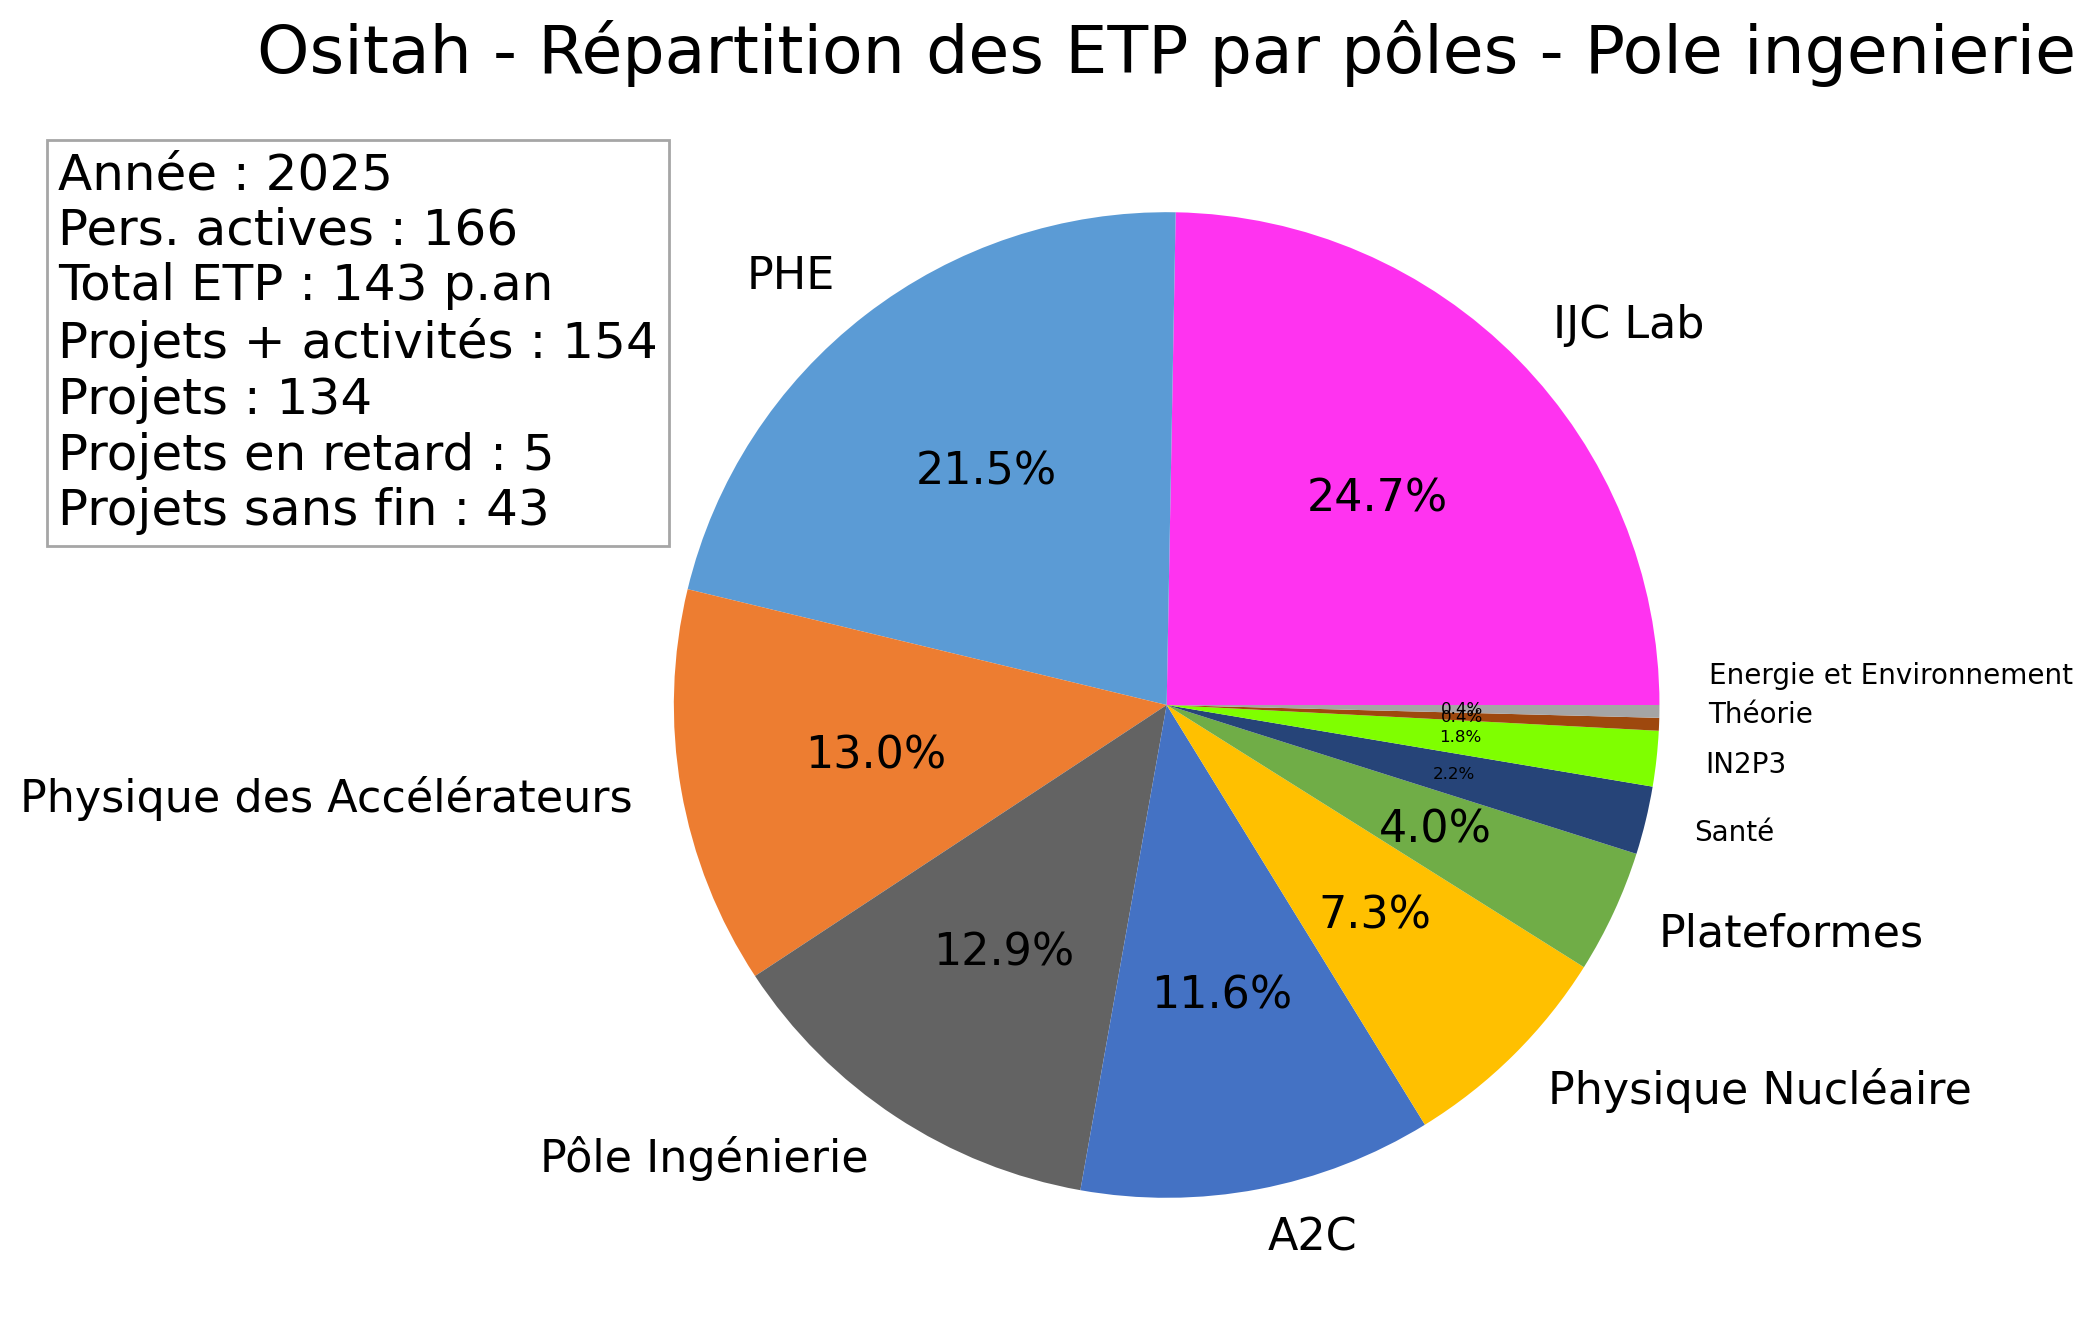 Ositah - Répartition des ETP par pôles - Pole ingenierie
Année : 2025
Pers. actives : 166
Total ETP : 143 p.an
Projets + activités : 154
Projets : 134
Projets en retard : 5
Projets sans fin : 43
PHE
IJC Lab
21.5%
24.7%
Energie et Environnement
0.4%
Théorie
0.4%
1.8%
IN2P3
13.0%
2.2%
Physique des Accélérateurs
4.0%
Santé
7.3%
Plateformes
12.9%
11.6%
Physique Nucléaire
Pôle Ingénierie
A2C